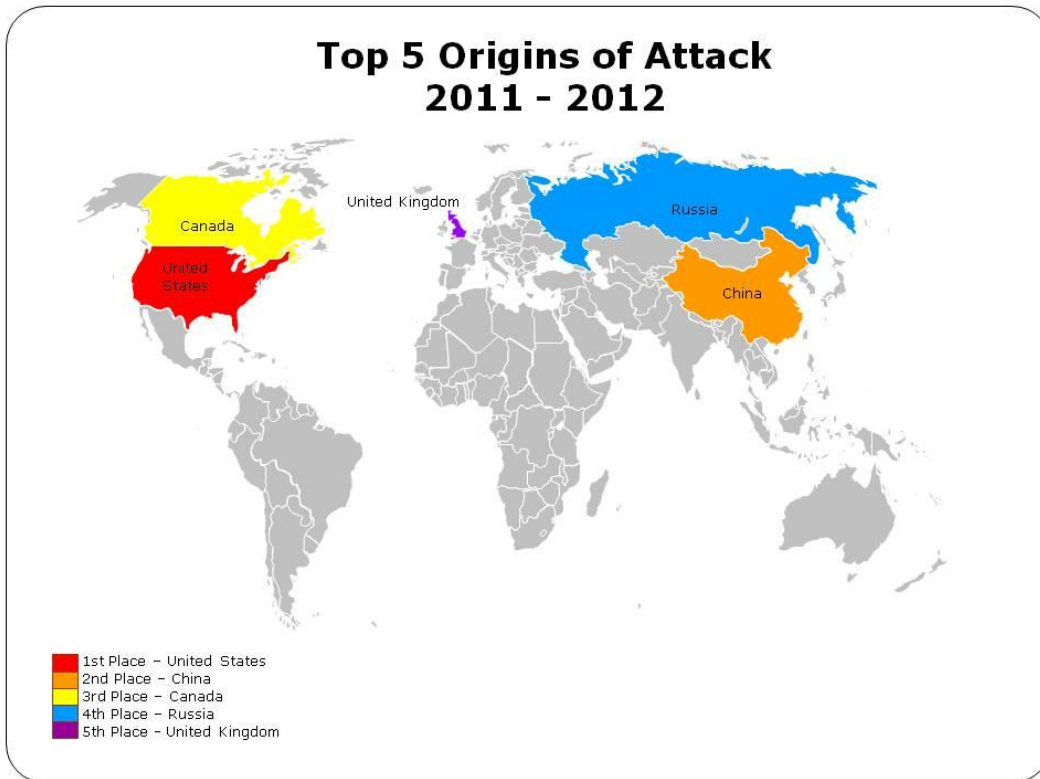 Top 5 Origins of Attack
2011 - 2012
United Kingdom
Canada
Russia
United
States
China
1st Place – United States
2nd Place – China
3rd Place – Canada
4th Place – Russia
5th Place - United Kingdom